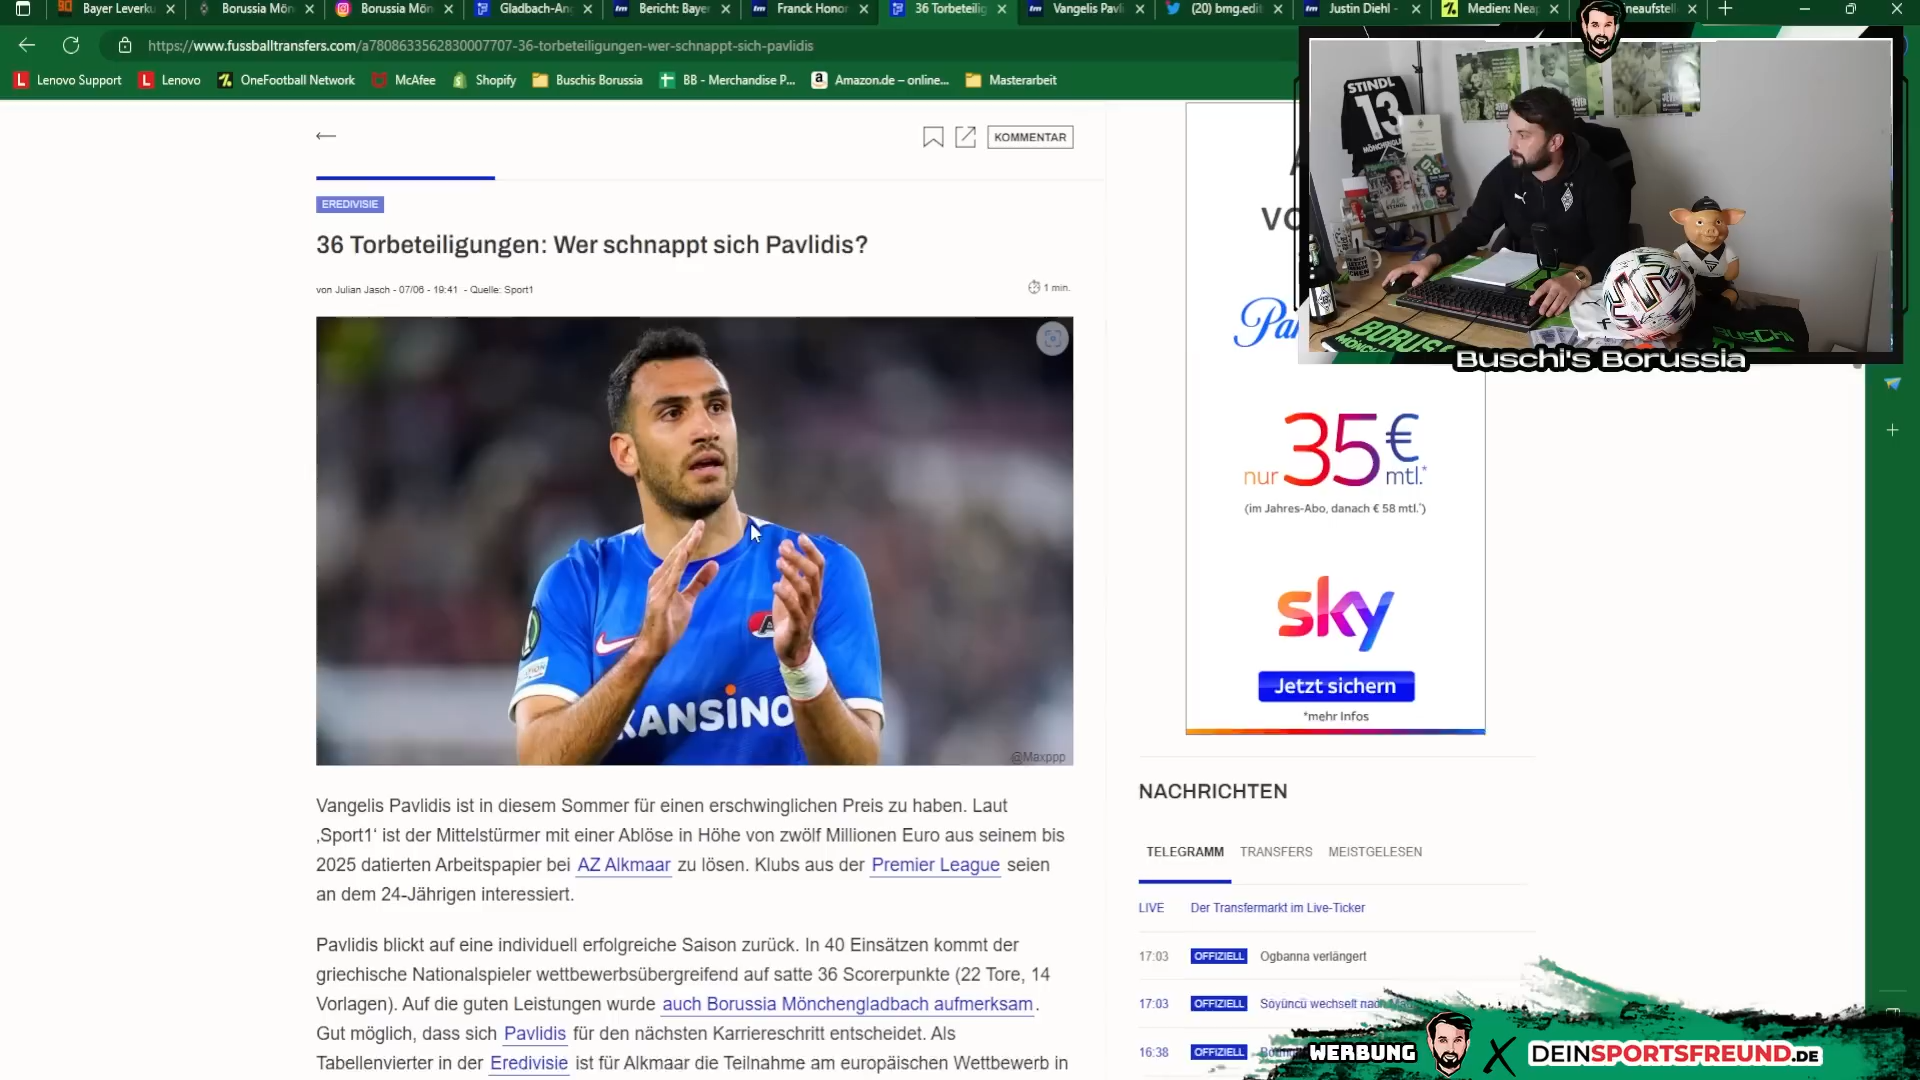 Bayer Leverku
Borussia Mön
Borussia Mön
Gladbach-An
Bericht: Bayer
Franck Honor
36 Torbeteilig
Vangelis Pavli
(20) bmg.edit
Justin Diehl -
Medien: Neap
neaufstell
https://www.fussballtransfers.com/a7808633562830007707-36-torbeteiligungen-wer-schnappt-sich-pavlidis
Lenovo Support
Lenovo
OneFootball Network
McAfee
Shopify
Buschis Borussia
BB - Merchandise P...
Amazon.de – online...
Masterarbeit
KOMMENTAR
EREDIVISIE
36 Torbeteiligungen: Wer schnappt sich Pavlidis?
von Julian Jasch - 07/06 - 19:41 - Quelle: Sport1
1 min.
KANSINO
@Maxppp
Vangelis Pavlidis ist in diesem Sommer für einen erschwinglichen Preis zu haben. Laut
‚Sport1‘ ist der Mittelstürmer mit einer Ablöse in Höhe von zwölf Millionen Euro aus seinem bis
2025 datierten Arbeitspapier bei AZ Alkmaar zu lösen. Klubs aus der Premier League seien
an dem 24-Jährigen interessiert.
Pavlidis blickt auf eine individuell erfolgreiche Saison zurück. In 40 Einsätzen kommt der
griechische Nationalspieler wettbewerbsübergreifend auf satte 36 Scorerpunkte (22 Tore, 14
Vorlagen). Auf die guten Leistungen wurde auch Borussia Mönchengladbach aufmerksam.
Gut möglich, dass sich Pavlidis für den nächsten Karriereschritt entscheidet. Als
Tabellenvierter in der Eredivisie ist für Alkmaar die Teilnahme am europäischen Wettbewerb in
STINDL
13
MÖNCHENGL
BORUSS
MÖNCH
BUSCHI
Buschi's Borussia
vo
Par
nur 35€ mtl.*
(im Jahres-Abo, danach € 58 mtl.*)
sky
Jetzt sichern
*mehr Infos
NACHRICHTEN
TELEGRAMM
TRANSFERS
MEISTGELESEN
LIVE
Der Transfermarkt im Live-Ticker
17:03
OFFIZIELL
Ogbanna verlängert
17:03
OFFIZIELL
Söyüncü wechselt nach
16:38
OFFIZIELL
WERBUNG
X
DEINSPORTSFREUND.DE